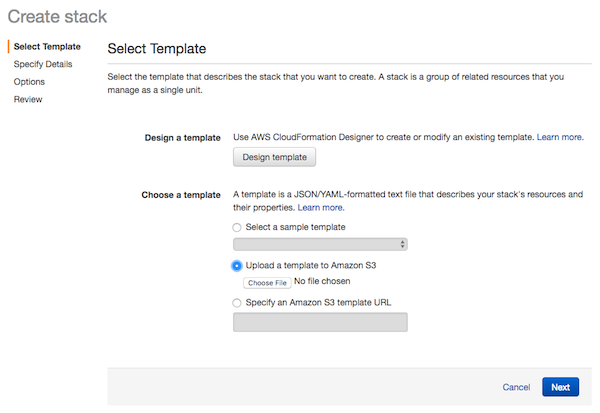 Create stack
Select Template
Specify Details
Options
Review
Select Template
Select the template that describes the stack that you want to create. A stack is a group of related resources that you
manage as a single unit.
Design a template
Use AWS CloudFormation Designer to create or modify an existing template. Learn more.
Design template
Choose a template
A template is a JSON/YAML-formatted text file that describes your stack's resources and
their properties. Learn more.
Select a sample template
Upload a template to Amazon S3
Choose File No file chosen
Specify an Amazon S3 template URL
Cancel Next